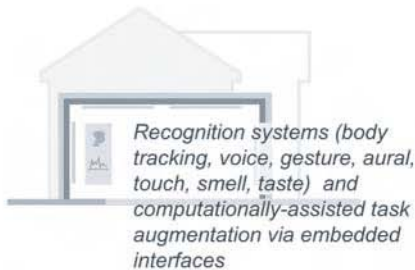 Recognition systems (body
tracking, voice, gesture, aural,
touch, smell, taste) and
computationally-assisted task
augmentation via embedded
interfaces